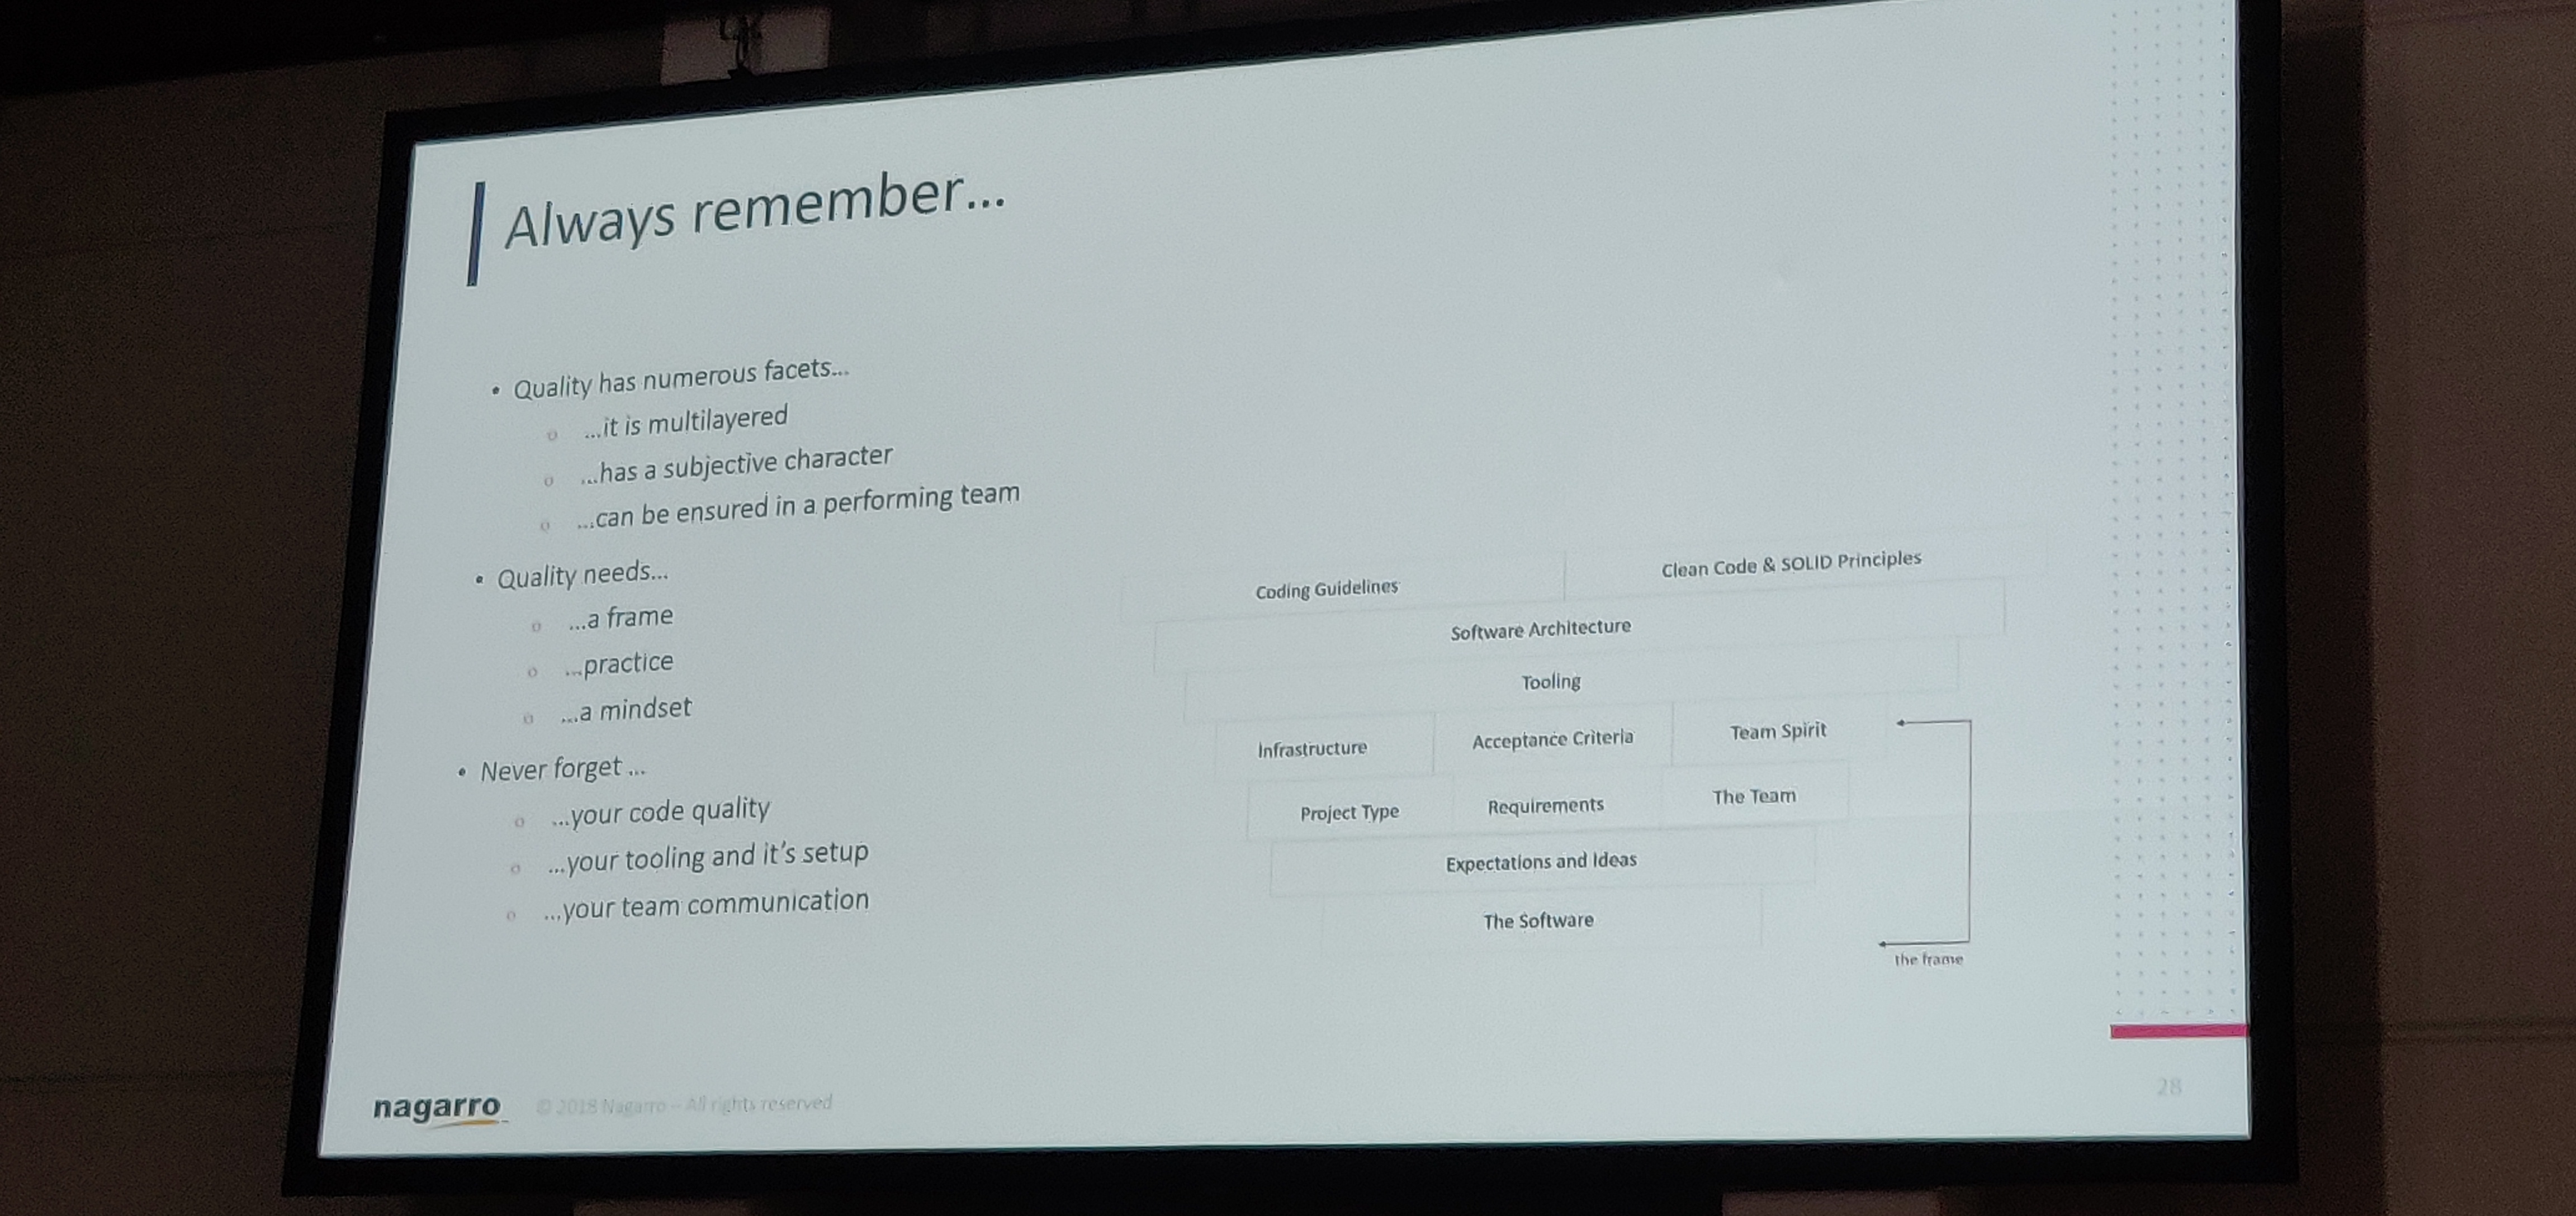 Always remember...
• Quality has numerous facets...
o ...it is multilayered
o ...has a subjective character
o ...can be ensured in a performing team
• Quality needs...
o ...a frame
o ...practice
o ...a mindset
• Never forget ...
o ...your code quality
o ...your tooling and it's setup
o ...your team communication
Coding Guidelines
Clean Code & SOLID Principles
Software Architecture
Tooling
Infrastructure
Acceptance Criteria
Team Spirit
Project Type
Requirements
The Team
Expectations and Ideas
The Software
the frame
nagarro
© 2018 Nagarro – All rights reserved
28